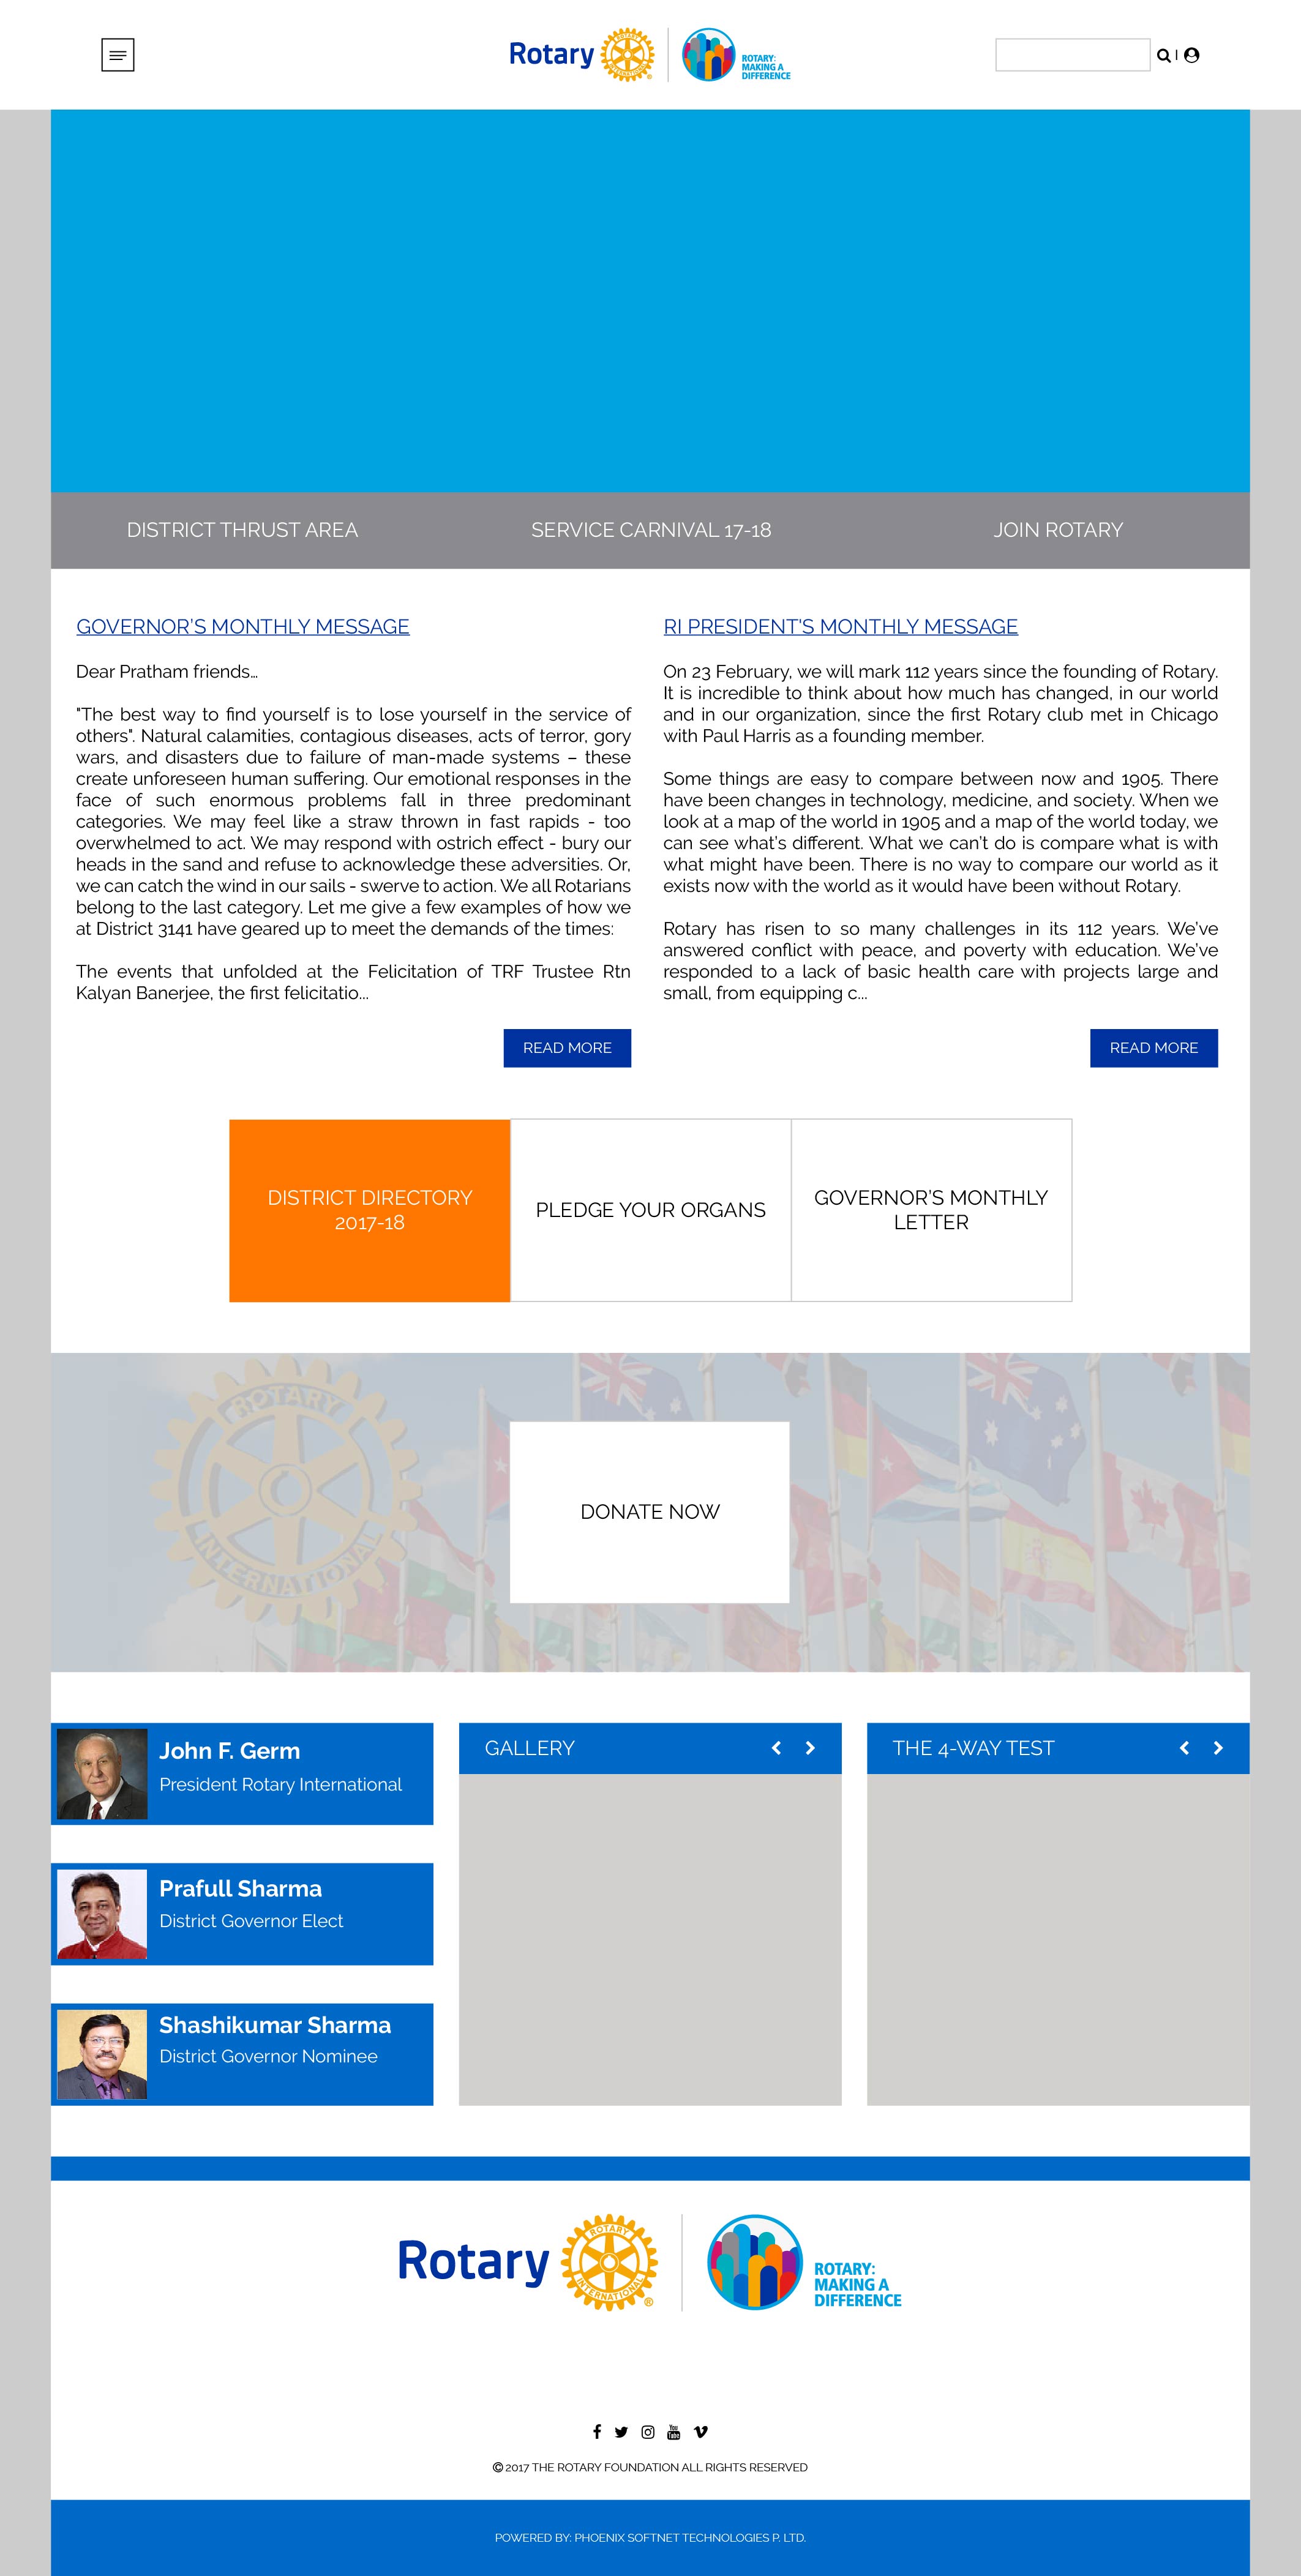 Rotary
ROTARY:
MAKING A
DIFFERENCE
DISTRICT THRUST AREA
SERVICE CARNIVAL 17-18
JOIN ROTARY
GOVERNOR'S MONTHLY MESSAGE
Dear Pratham friends...
"The best way to find yourself is to lose yourself in the service of
others". Natural calamities, contagious diseases, acts of terror, gory
wars, and disasters due to failure of man-made systems – these
create unforeseen human suffering. Our emotional responses in the
face of such enormous problems fall in three predominant
categories. We may feel like a straw thrown in fast rapids - too
overwhelmed to act. We may respond with ostrich effect - bury our
heads in the sand and refuse to acknowledge these adversities. Or,
we can catch the wind in our sails - swerve to action. We all Rotarians
belong to the last category. Let me give a few examples of how we
at District 3141 have geared up to meet the demands of the times:
The events that unfolded at the Felicitation of TRF Trustee Rtn
Kalyan Banerjee, the first felicitatio...
READ MORE
RI PRESIDENT'S MONTHLY MESSAGE
On 23 February, we will mark 112 years since the founding of Rotary.
It is incredible to think about how much has changed, in our world
and in our organization, since the first Rotary club met in Chicago
with Paul Harris as a founding member.
Some things are easy to compare between now and 1905. There
have been changes in technology, medicine, and society. When we
look at a map of the world in 1905 and a map of the world today, we
can see what's different. What we can't do is compare what is with
what might have been. There is no way to compare our world as it
exists now with the world as it would have been without Rotary.
Rotary has risen to so many challenges in its 112 years. We've
answered conflict with peace, and poverty with education. We've
responded to a lack of basic health care with projects large and
small, from equipping c...
READ MORE
DISTRICT DIRECTORY
2017-18
PLEDGE YOUR ORGANS
GOVERNOR'S MONTHLY
LETTER
ROTARY
INTERNATIONAL
DONATE NOW
John F. Germ
President Rotary International
Prafull Sharma
District Governor Elect
Shashikumar Sharma
District Governor Nominee
GALLERY
THE 4-WAY TEST
Rotary
ROTARY
INTERNATIONAL
®
ROTARY:
MAKING A
DIFFERENCE
You
Tube
© 2017 THE ROTARY FOUNDATION ALL RIGHTS RESERVED
POWERED BY: PHOENIX SOFTNET TECHNOLOGIES P. LTD.